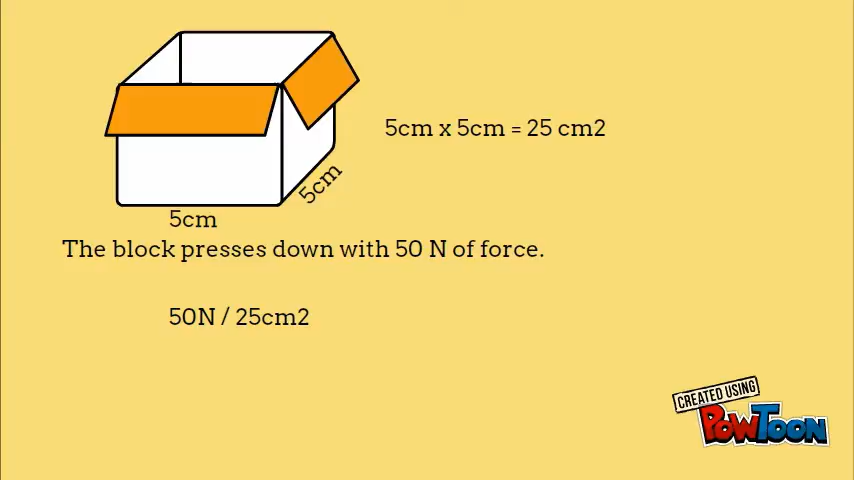 5cm x 5cm = 25 cm2
5cm
5cm
The block presses down with 50 N of force.
50N / 25cm2
CREATED USING
POWTOON